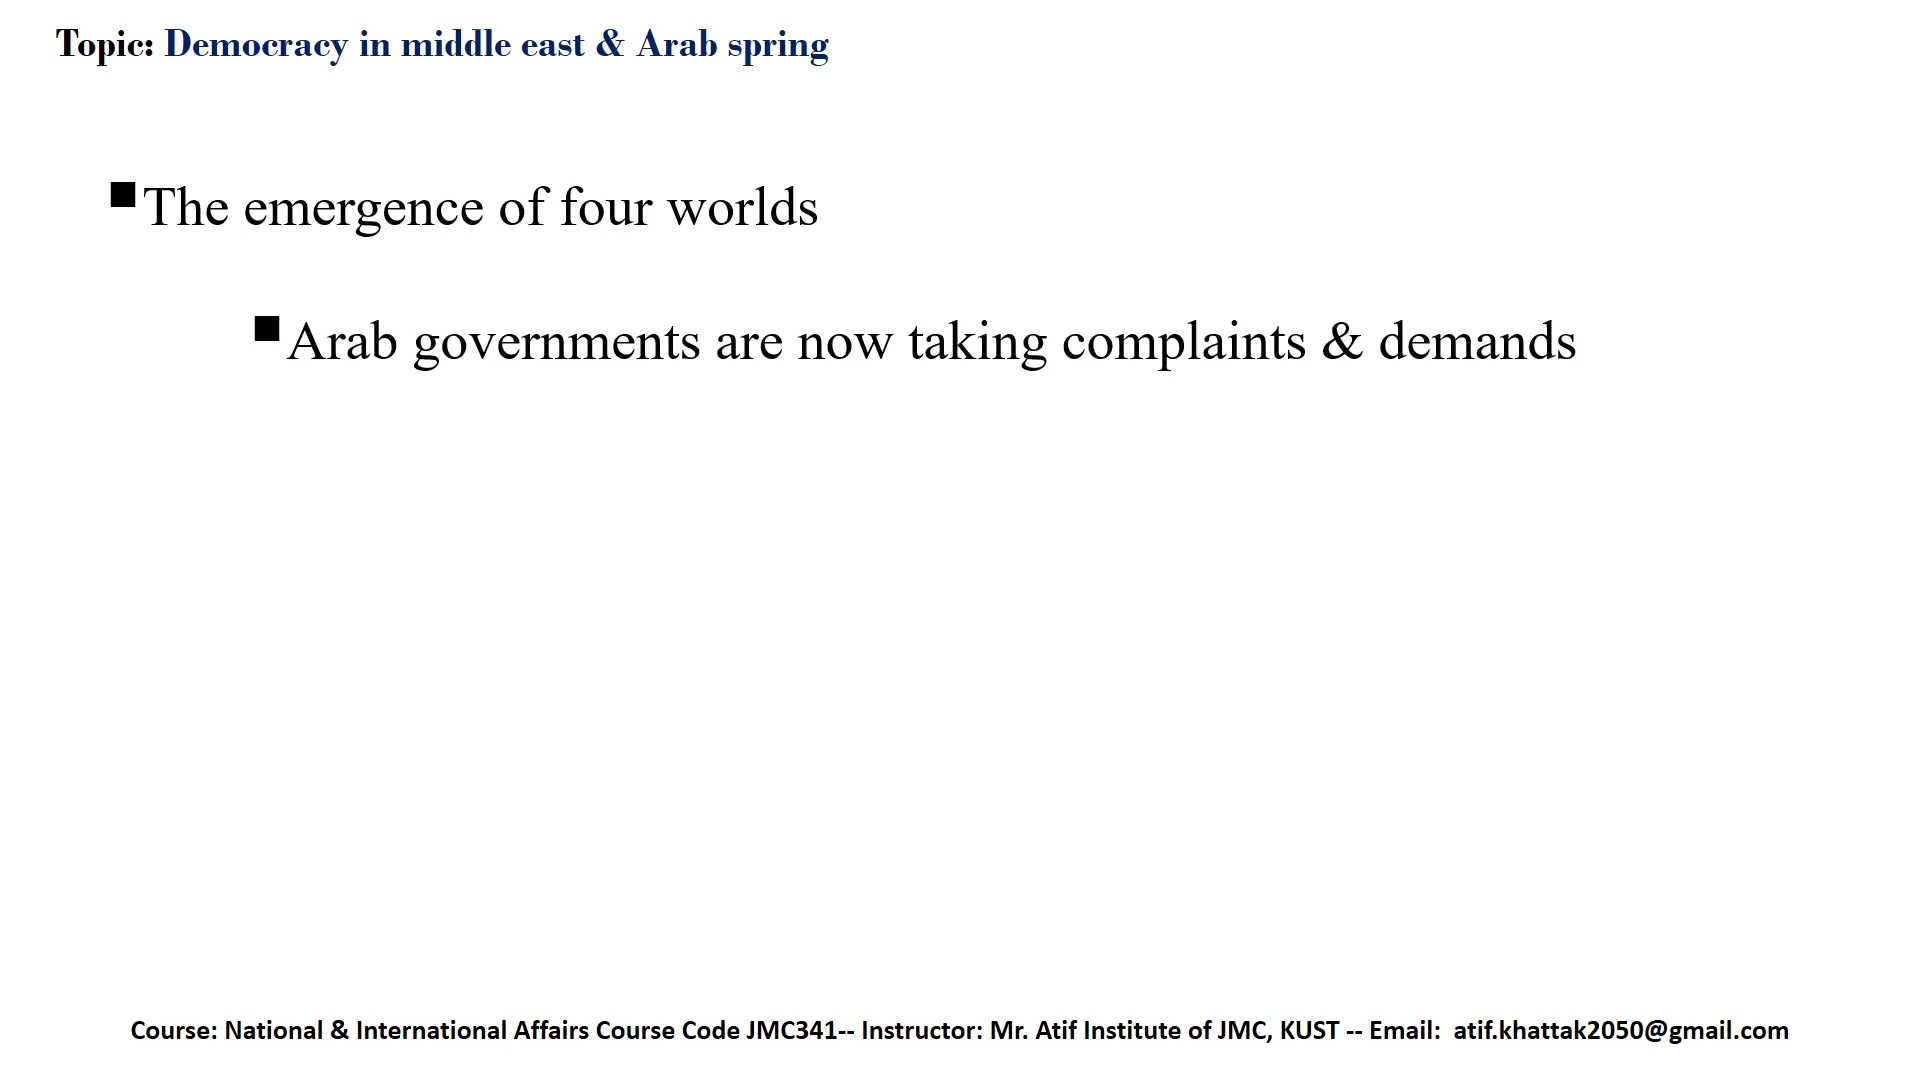 Topic: Democracy in middle east & Arab spring
▪The emergence of four worlds
▪Arab governments are now taking complaints & demands
Course: National & International Affairs Course Code JMC341-- Instructor: Mr. Atif Institute of JMC, KUST -- Email: atif.khattak2050@gmail.com